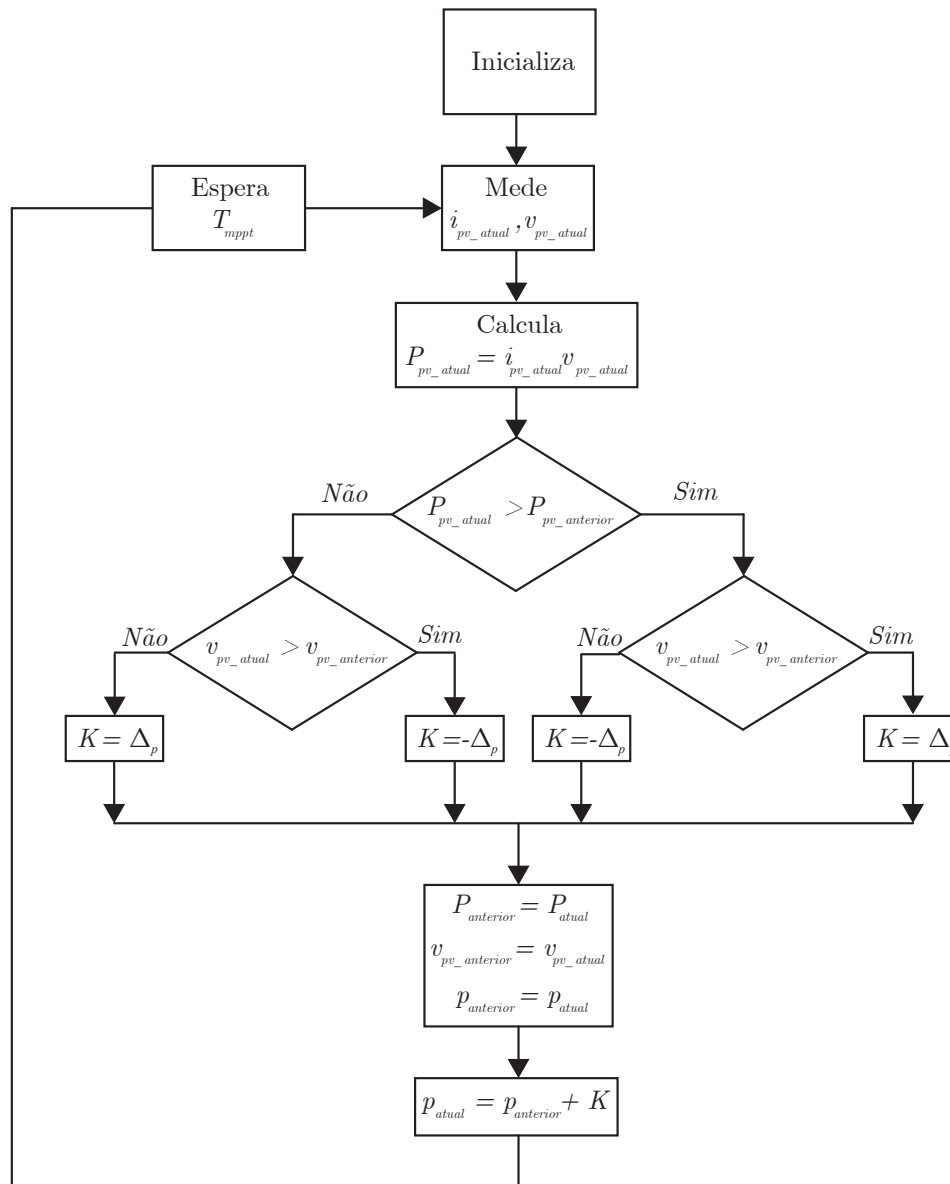 Inicializa
Espera
T_mppt
Mede
i_pv_atual , v_pv_atual
Calcula
P_pv_atual = i_pv_atual v_pv_atual
Não
Sim
P_pv_atual > P_pv_anterior
Não
Sim
Não
Sim
v_pv_atual > v_pv_anterior
v_pv_atual > v_pv_anterior
K = Δ_p
K =-Δ_p
K =-Δ_p
K = Δ
P_anterior = P_atual
v_pv_anterior = v_pv_atual
p_anterior = p_atual
p_atual = p_anterior + K